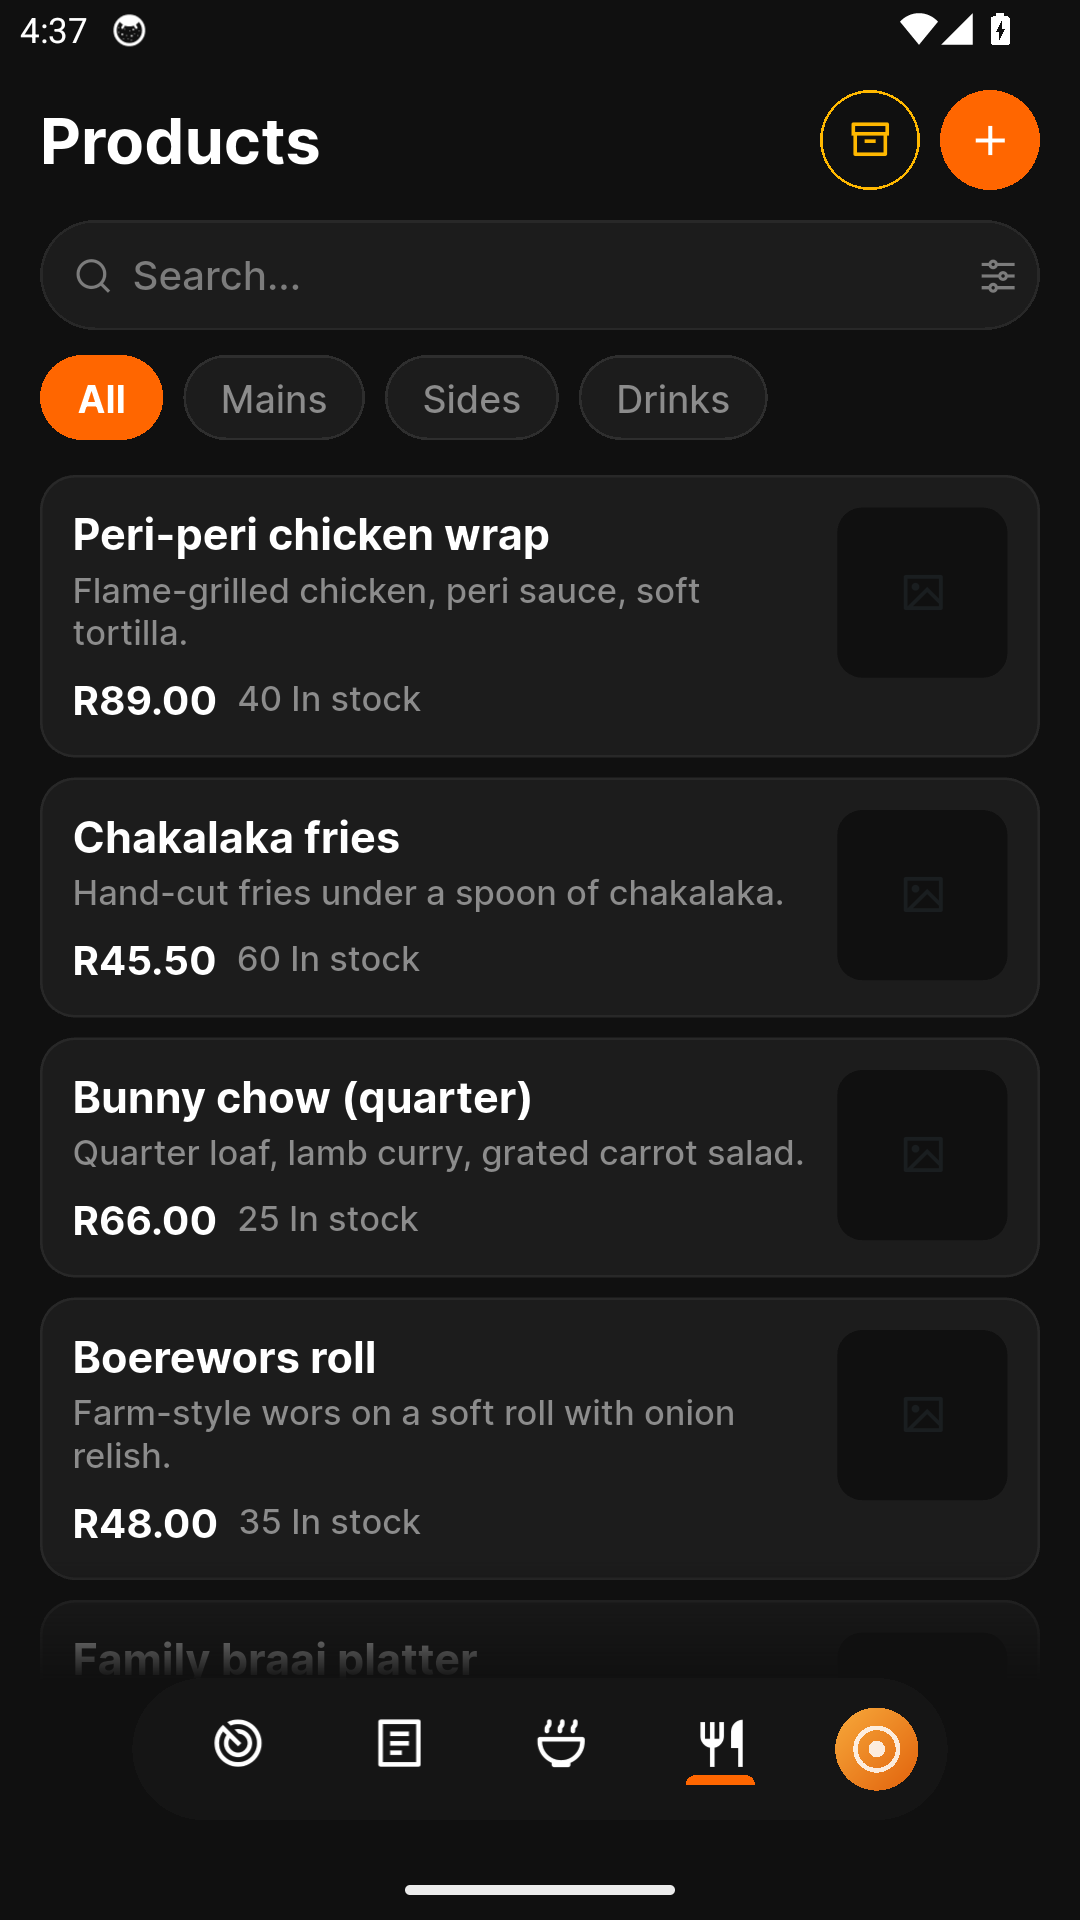 4:37
Products
Search...
All
Mains
Sides
Drinks
Peri-peri chicken wrap
Flame-grilled chicken, peri sauce, soft
tortilla.
R89.00 40 In stock
Chakalaka fries
Hand-cut fries under a spoon of chakalaka.
R45.50 60 In stock
Bunny chow (quarter)
Quarter loaf, lamb curry, grated carrot salad.
R66.00 25 In stock
Boerewors roll
Farm-style wors on a soft roll with onion
relish.
R48.00 35 In stock
Family braai platter